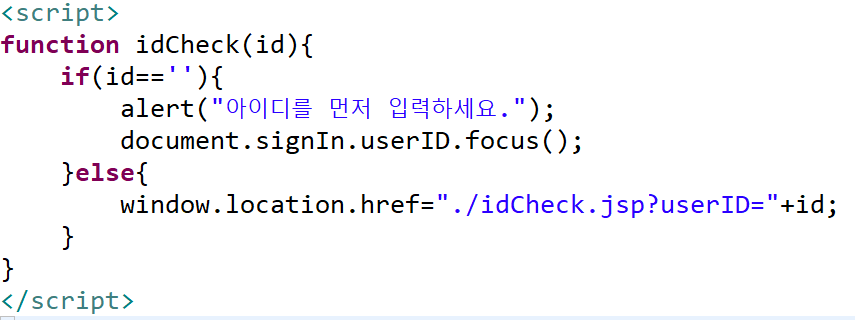 <script>
function idCheck(id){
    if(id==''){
        alert("아이디를 먼저 입력하세요.");
        document.signIn.userID.focus();
    }else{
        window.location.href="./idCheck.jsp?userID="+id;
    }
}
</script>